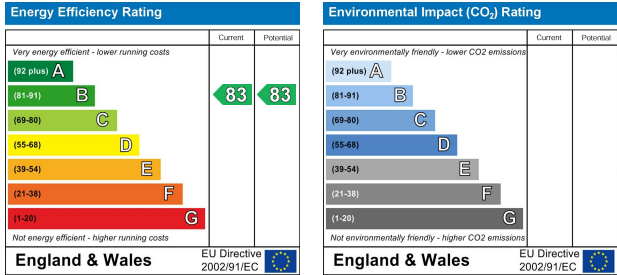 Energy Efficiency Rating
Current Potential
Very energy efficient - lower running costs
(92 plus) A
(81-91) B 83 83
(69-80) C
(55-68) D
(39-54) E
(21-38) F
(1-20) G
Not energy efficient - higher running costs
England & Wales
EU Directive
2002/91/EC
Environmental Impact (CO₂) Rating
Current Potential
Very environmentally friendly - lower CO2 emissions
(92 plus) A
(81-91) B
(69-80) C
(55-68) D
(39-54) E
(21-38) F
(1-20) G
Not environmentally friendly - higher CO2 emissions
England & Wales
EU Directive
2002/91/EC